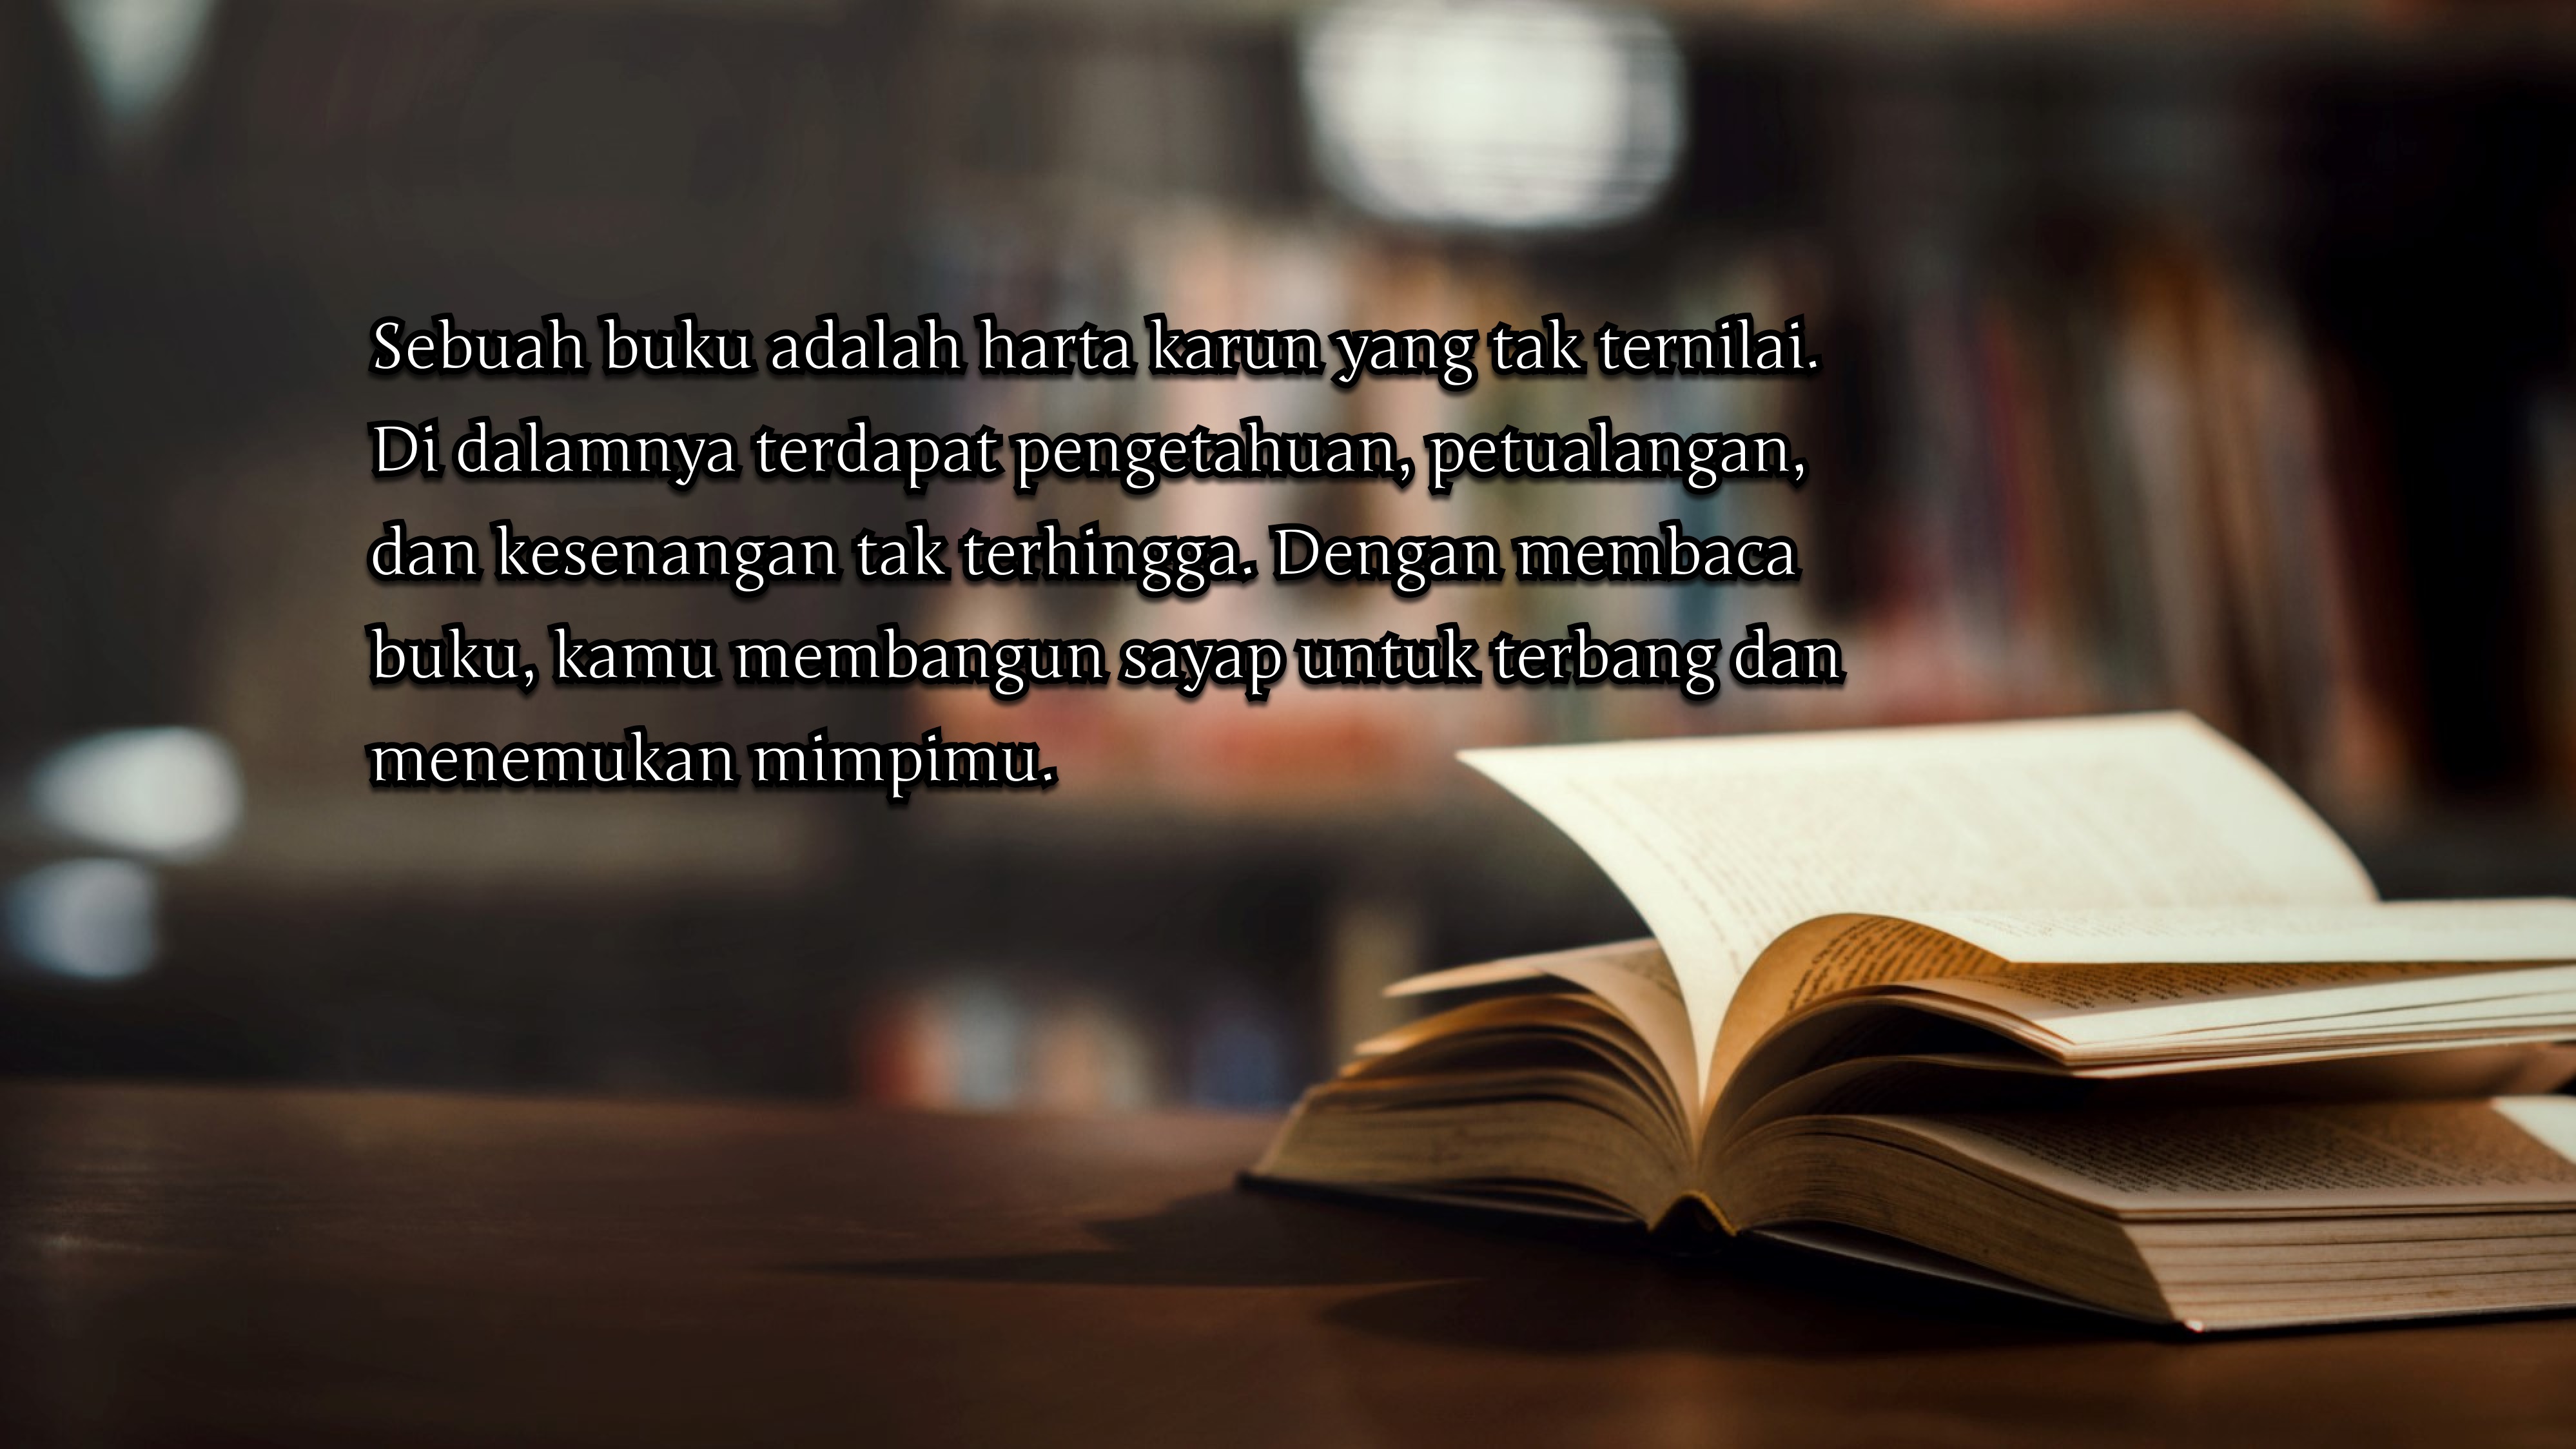 Sebuah buku adalah harta karun yang tak ternilai.
Di dalamnya terdapat pengetahuan, petualangan,
dan kesenangan tak terhingga. Dengan membaca
buku, kamu membangun sayap untuk terbang dan
menemukan mimpimu.